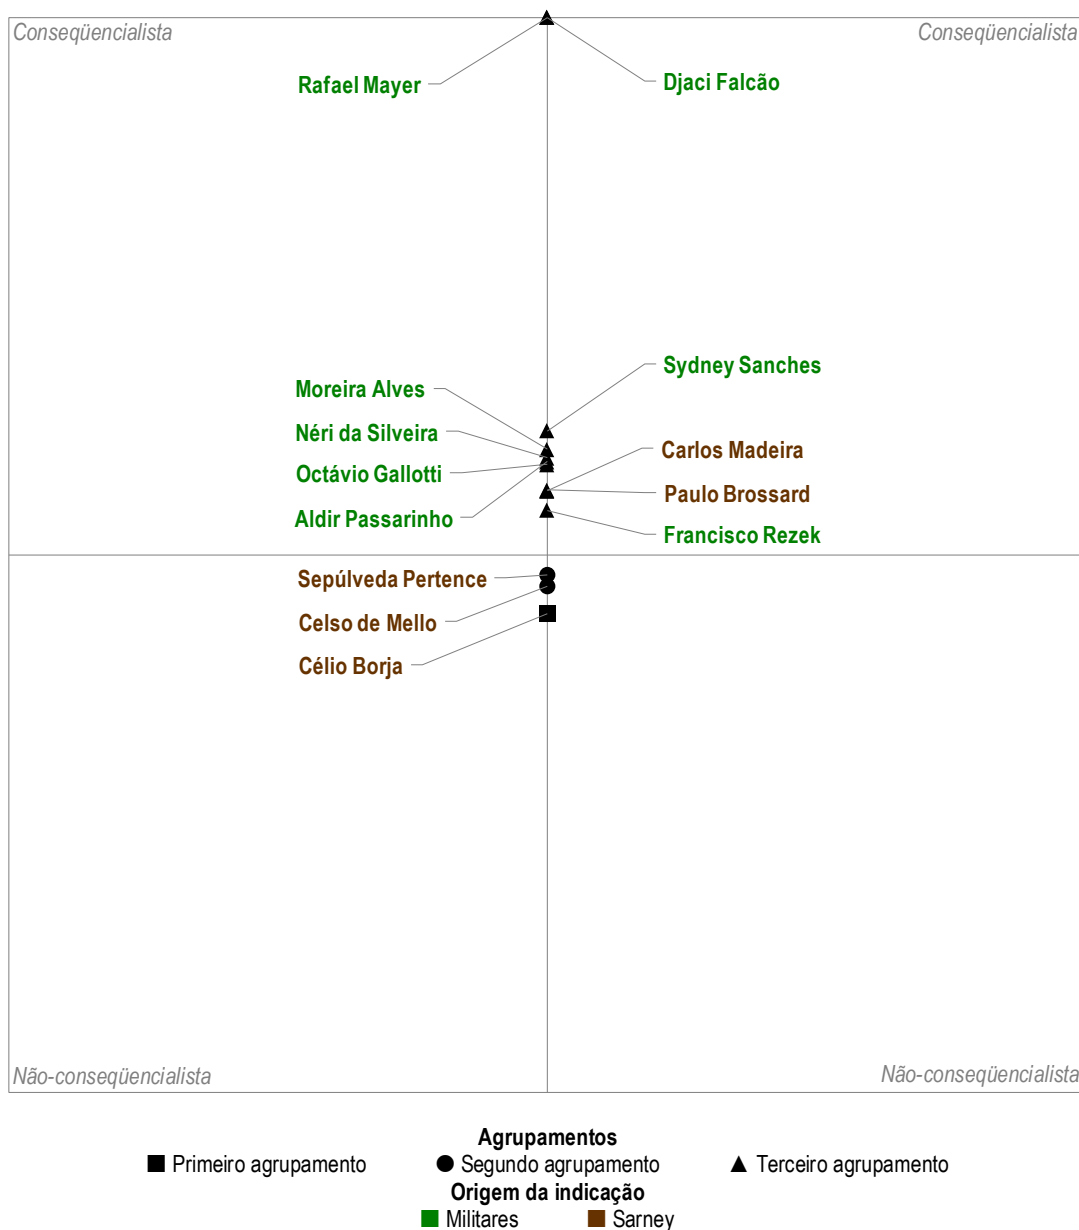 Conseqüencialista Conseqüencialista
Rafael Mayer Djaci Falcão
Sydney Sanches
Moreira Alves
Néri da Silveira
Carlos Madeira
Octávio Gallotti
Paulo Brossard
Aldir Passarinho
Francisco Rezek
Sepúlveda Pertence
Celso de Mello
Célio Borja
Não-conseqüencialista Não-conseqüencialista
Agrupamentos
Primeiro agrupamento Segundo agrupamento Terceiro agrupamento
Origem da indicação
Militares Sarney